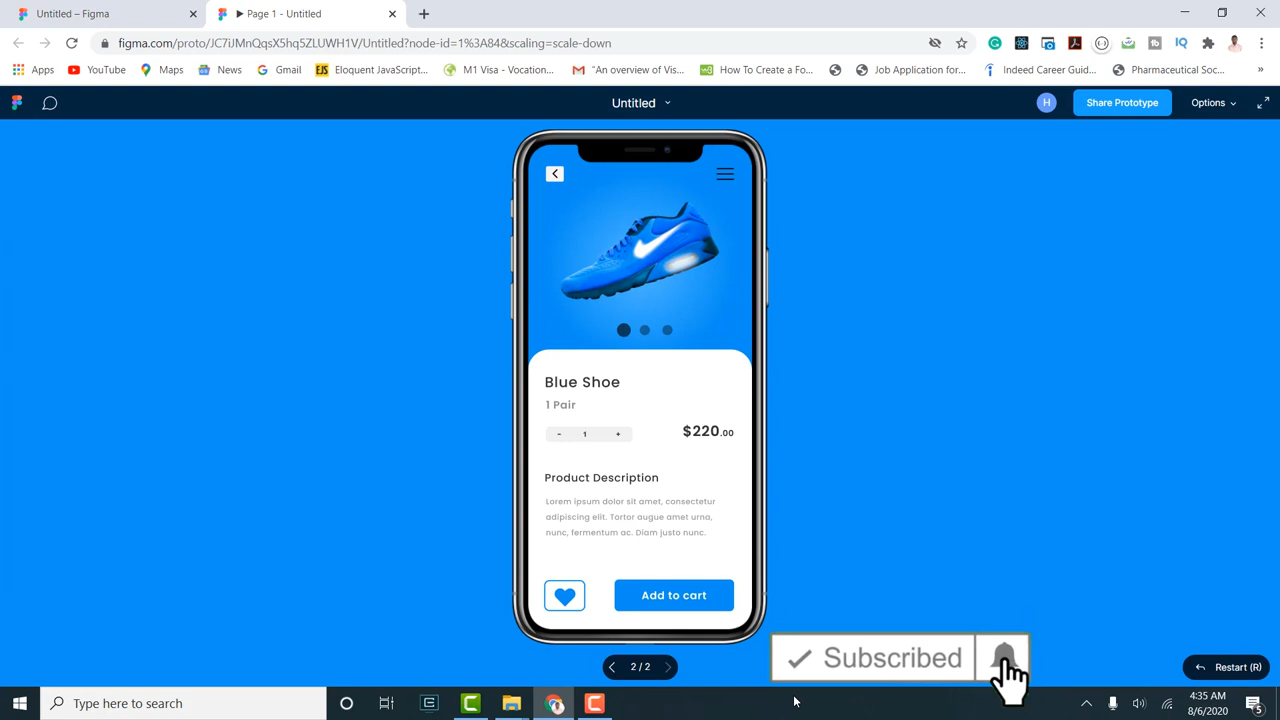 Untitled – Figma
Page 1 - Untitled
figma.com/proto/JC7iJMnQqsX5hq5ZLUWH1V/Untitled?node-id=1%3A84&scaling=scale-down
Apps
YouTube
Maps
News
Gmail
EJS
Eloquent JavaScript...
M1 Visa - Vocation...
"An overview of Vis...
How To Create a Fo...
Job Application for...
Indeed Career Guid...
Pharmaceutical Soc...
Untitled
H
Share Prototype
Options
Blue Shoe
1 Pair
- 1 +
$220.00
Product Description
Lorem ipsum dolor sit amet, consectetur
adipiscing elit. Tortor augue amet urna,
nunc, fermentum ac. Diam justo nunc.
Add to cart
2 / 2
Subscribed
Restart (R)
Type here to search
4:35 AM
8/6/2020
5